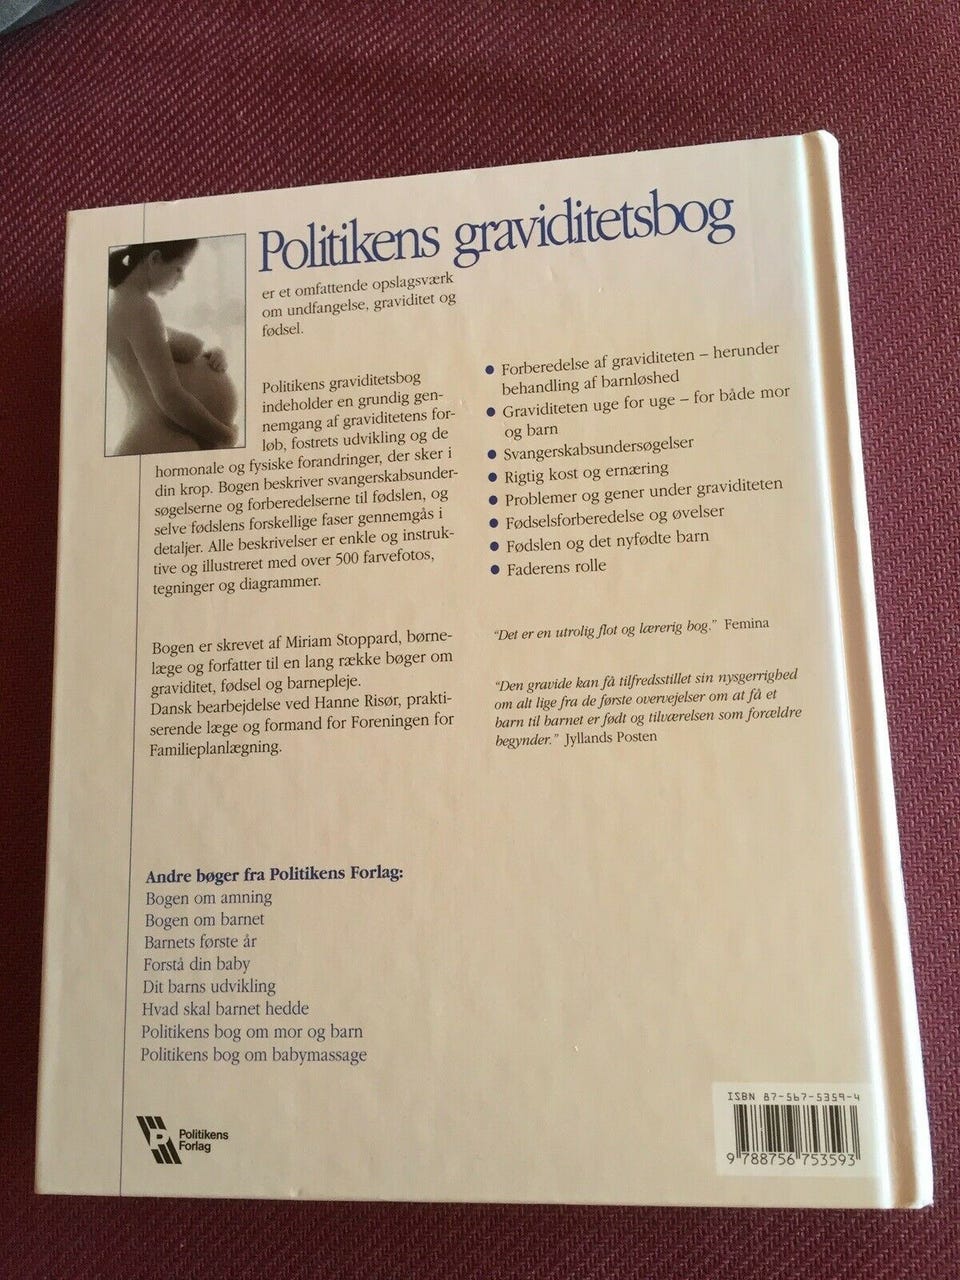 Politikens graviditetsbog
er et omfattende opslagsværk
om undfangelse, graviditet og
fødsel.
Politikens graviditetsbog
indeholder en grundig gen-
nemgang af graviditetens for-
løb, fostrets udvikling og de
hormonale og fysiske forandringer, der sker i
din krop. Bogen beskriver svangerskabsunder-
søgelserne og forberedelserne til fødslen, og
selve fødslens forskellige faser gennemgås i
detaljer. Alle beskrivelser er enkle og instruk-
tive og illustreret med over 500 farvefotos,
tegninger og diagrammer.
Bogen er skrevet af Miriam Stoppard, børne-
læge og forfatter til en lang række bøger om
graviditet, fødsel og barnepleje.
Dansk bearbejdelse ved Hanne Risør, prakti-
serende læge og formand for Foreningen for
Familieplanlægning.
● Forberedelse af graviditeten – herunder
behandling af barnløshed
● Graviditeten uge for uge – for både mor
og barn
● Svangerskabsundersøgelser
● Rigtig kost og ernæring
● Problemer og gener under graviditeten
● Fødselsforberedelse og øvelser
● Fødslen og det nyfødte barn
● Faderens rolle
"Det er en utrolig flot og lærerig bog." Femina
"Den gravide kan få tilfredsstillet sin nysgerrighed
om alt lige fra de første overvejelser om at få et
barn til barnet er født og tilværelsen som forældre
begynder." Jyllands Posten
Andre bøger fra Politikens Forlag:
Bogen om amning
Bogen om barnet
Barnets første år
Forstå din baby
Dit barns udvikling
Hvad skal barnet hedde
Politikens bog om mor og barn
Politikens bog om babymassage
P
Politikens
Forlag
ISBN 87-567-5359-4
9 788756 753593